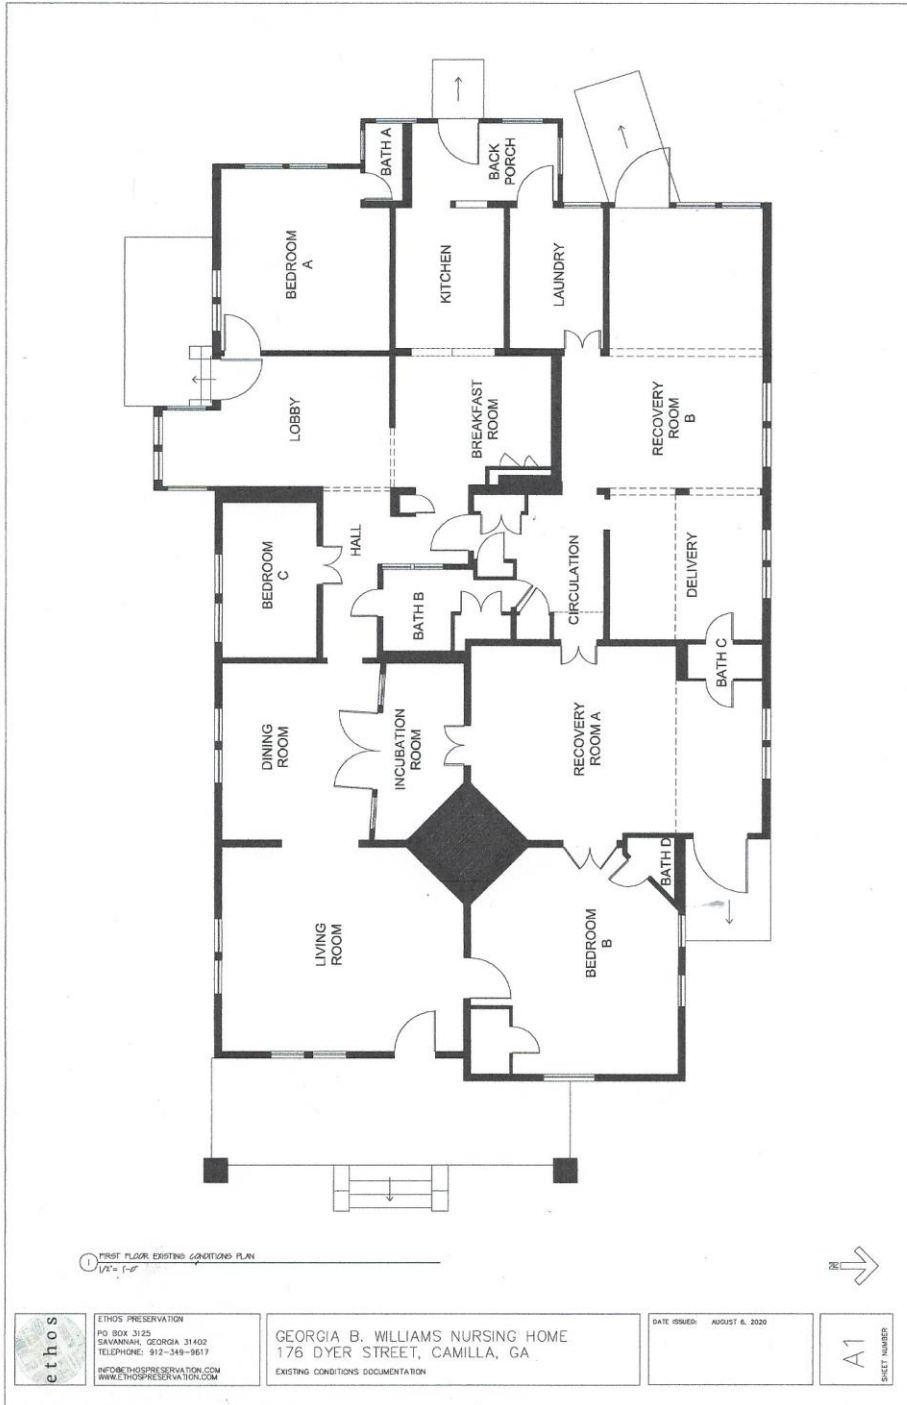 BATH A
BACK
PORCH
BEDROOM
A
KITCHEN
LAUNDRY
LOBBY
BREAKFAST
ROOM
RECOVERY
ROOM
B
HALL
BEDROOM
C
CIRCULATION
DELIVERY
BATH B
BATH C
DINING
ROOM
INCUBATION
ROOM
RECOVERY
ROOM A
BATH D
LIVING
ROOM
BEDROOM
B
1
FIRST FLOOR EXISTING CONDITIONS PLAN
1/2"= 1'-0"
N
ethos
ETHOS PRESERVATION
PO BOX 3125
SAVANNAH, GEORGIA 31402
TELEPHONE: 912-349-9617
INFO@ETHOSPRESERVATION.COM
WWW.ETHOSPRESERVATION.COM
GEORGIA B. WILLIAMS NURSING HOME
176 DYER STREET, CAMILLA, GA
EXISTING CONDITIONS DOCUMENTATION
DATE ISSUED: AUGUST 6, 2020
A1
SHEET NUMBER